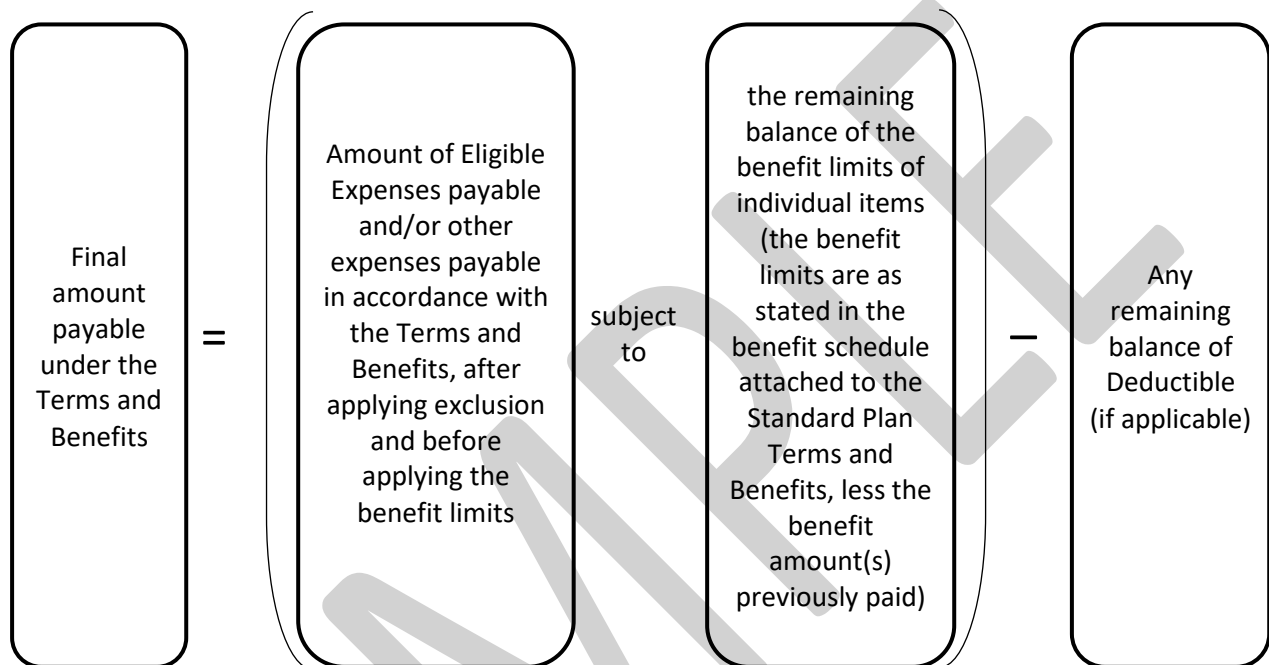 Final
amount
payable
under the
Terms and
Benefits
=
Amount of Eligible
Expenses payable
and/or other
expenses payable
in accordance with
the Terms and
Benefits, after
applying exclusion
and before
applying the
benefit limits
subject
to
the remaining
balance of the
benefit limits of
individual items
(the benefit
limits are as
stated in the
benefit schedule
attached to the
Standard Plan
Terms and
Benefits, less the
benefit
amount(s)
previously paid)
–
Any
remaining
balance of
Deductible
(if applicable)
MPLE